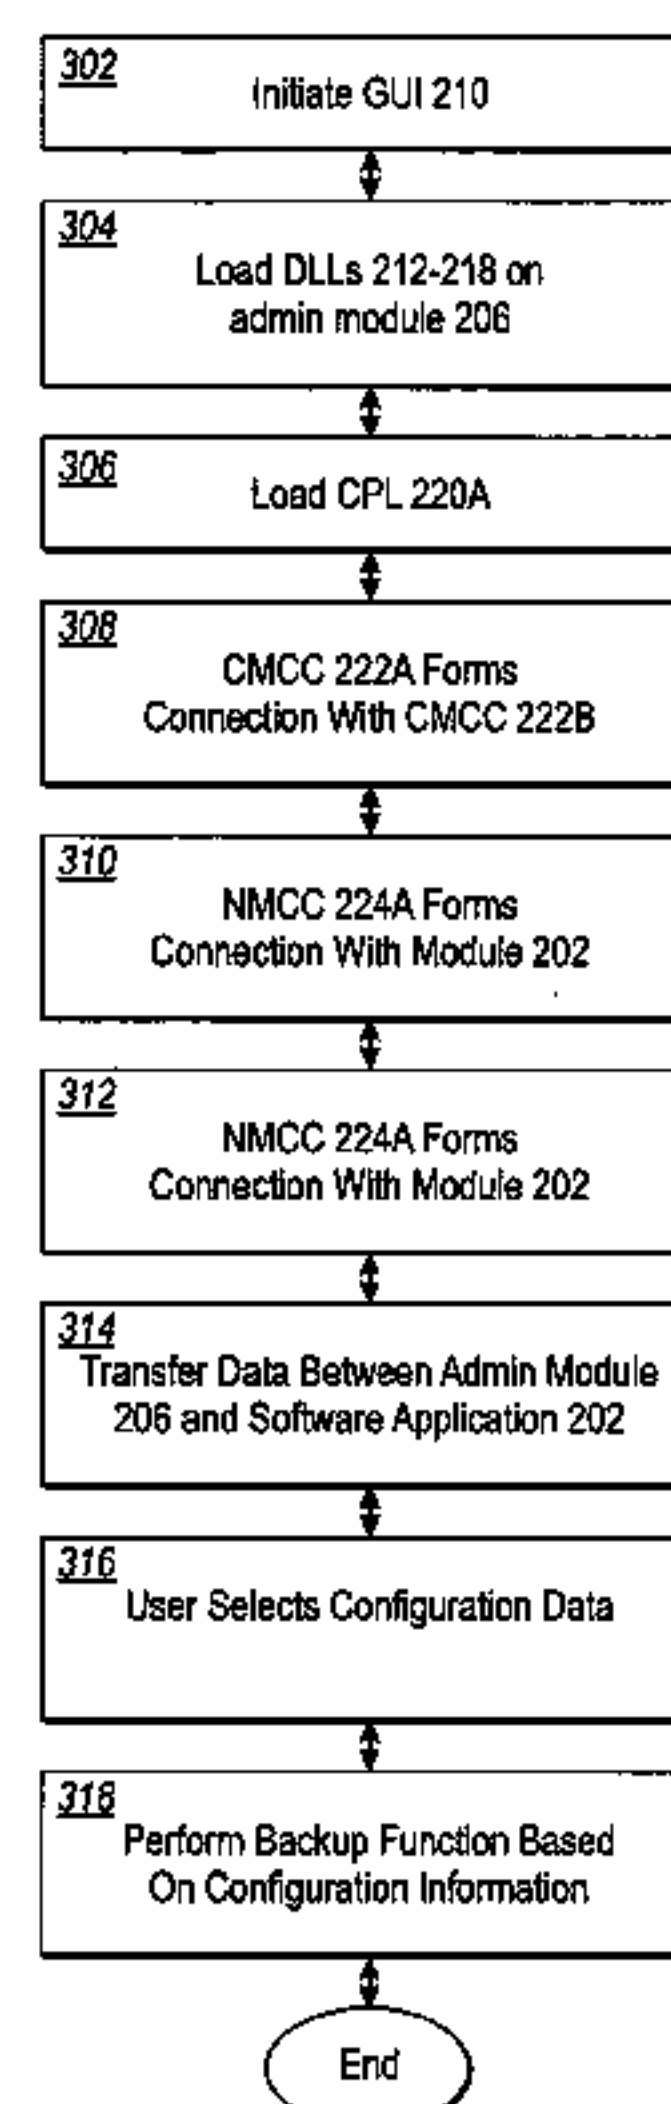 302
Initiate GUI 210
304
Load DLLs 212-218 on
admin module 206
306
Load CPL 220A
308
CMCC 222A Forms
Connection With CMCC 222B
310
NMCC 224A Forms
Connection With Module 202
312
NMCC 224A Forms
Connection With Module 202
314
Transfer Data Between Admin Module
206 and Software Application 202
316
User Selects Configuration Data
318
Perform Backup Function Based
On Configuration Information
End